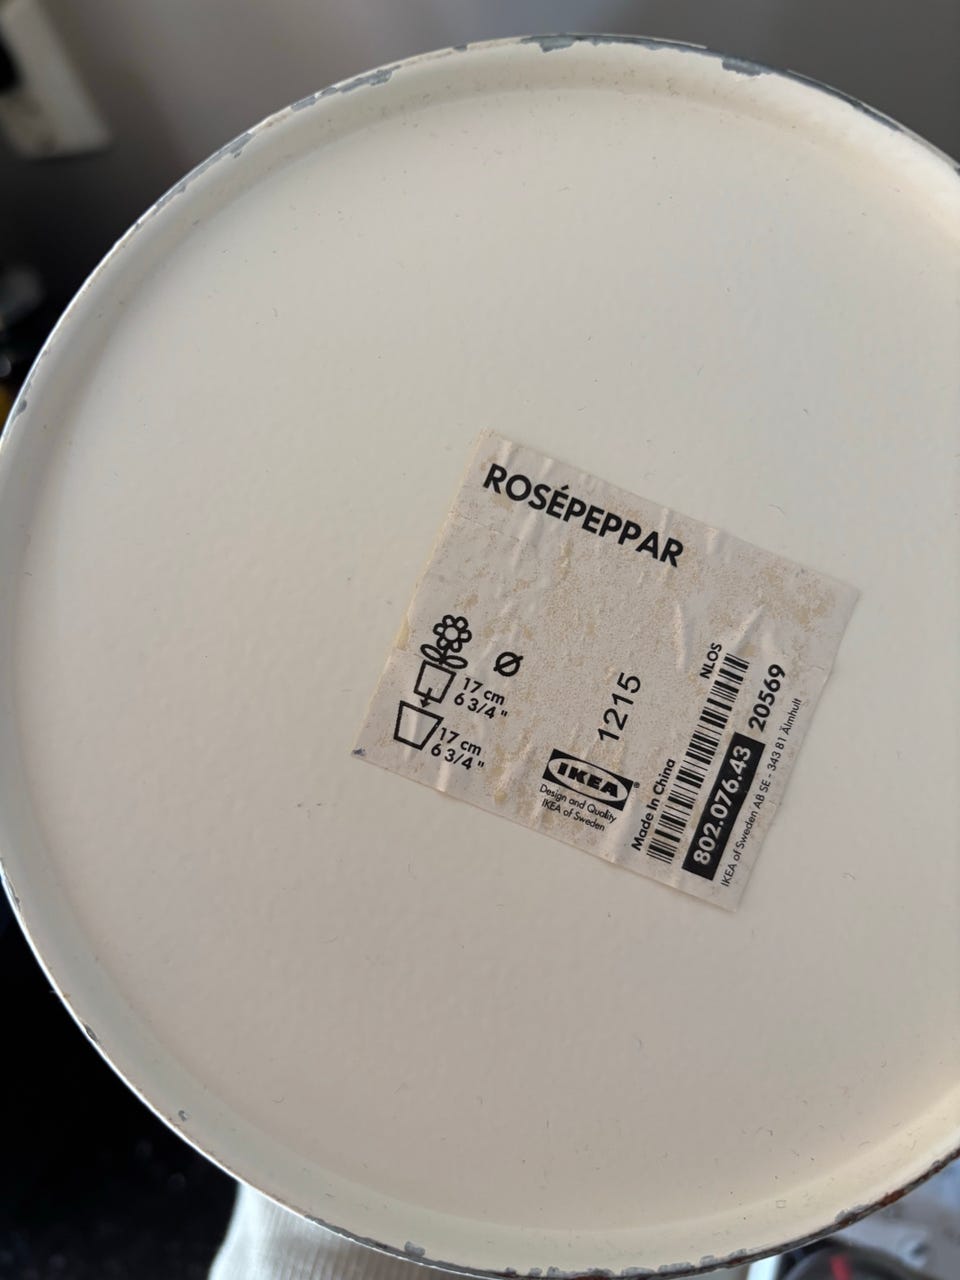 ROSÉPEPPAR
Ø
17 cm
6 3/4"
17 cm
6 3/4"
1215
IKEA®
Design and Quality
IKEA of Sweden
Made In China
NLOS
802.076.43 20569
IKEA of Sweden AB SE - 343 81 Älmhult